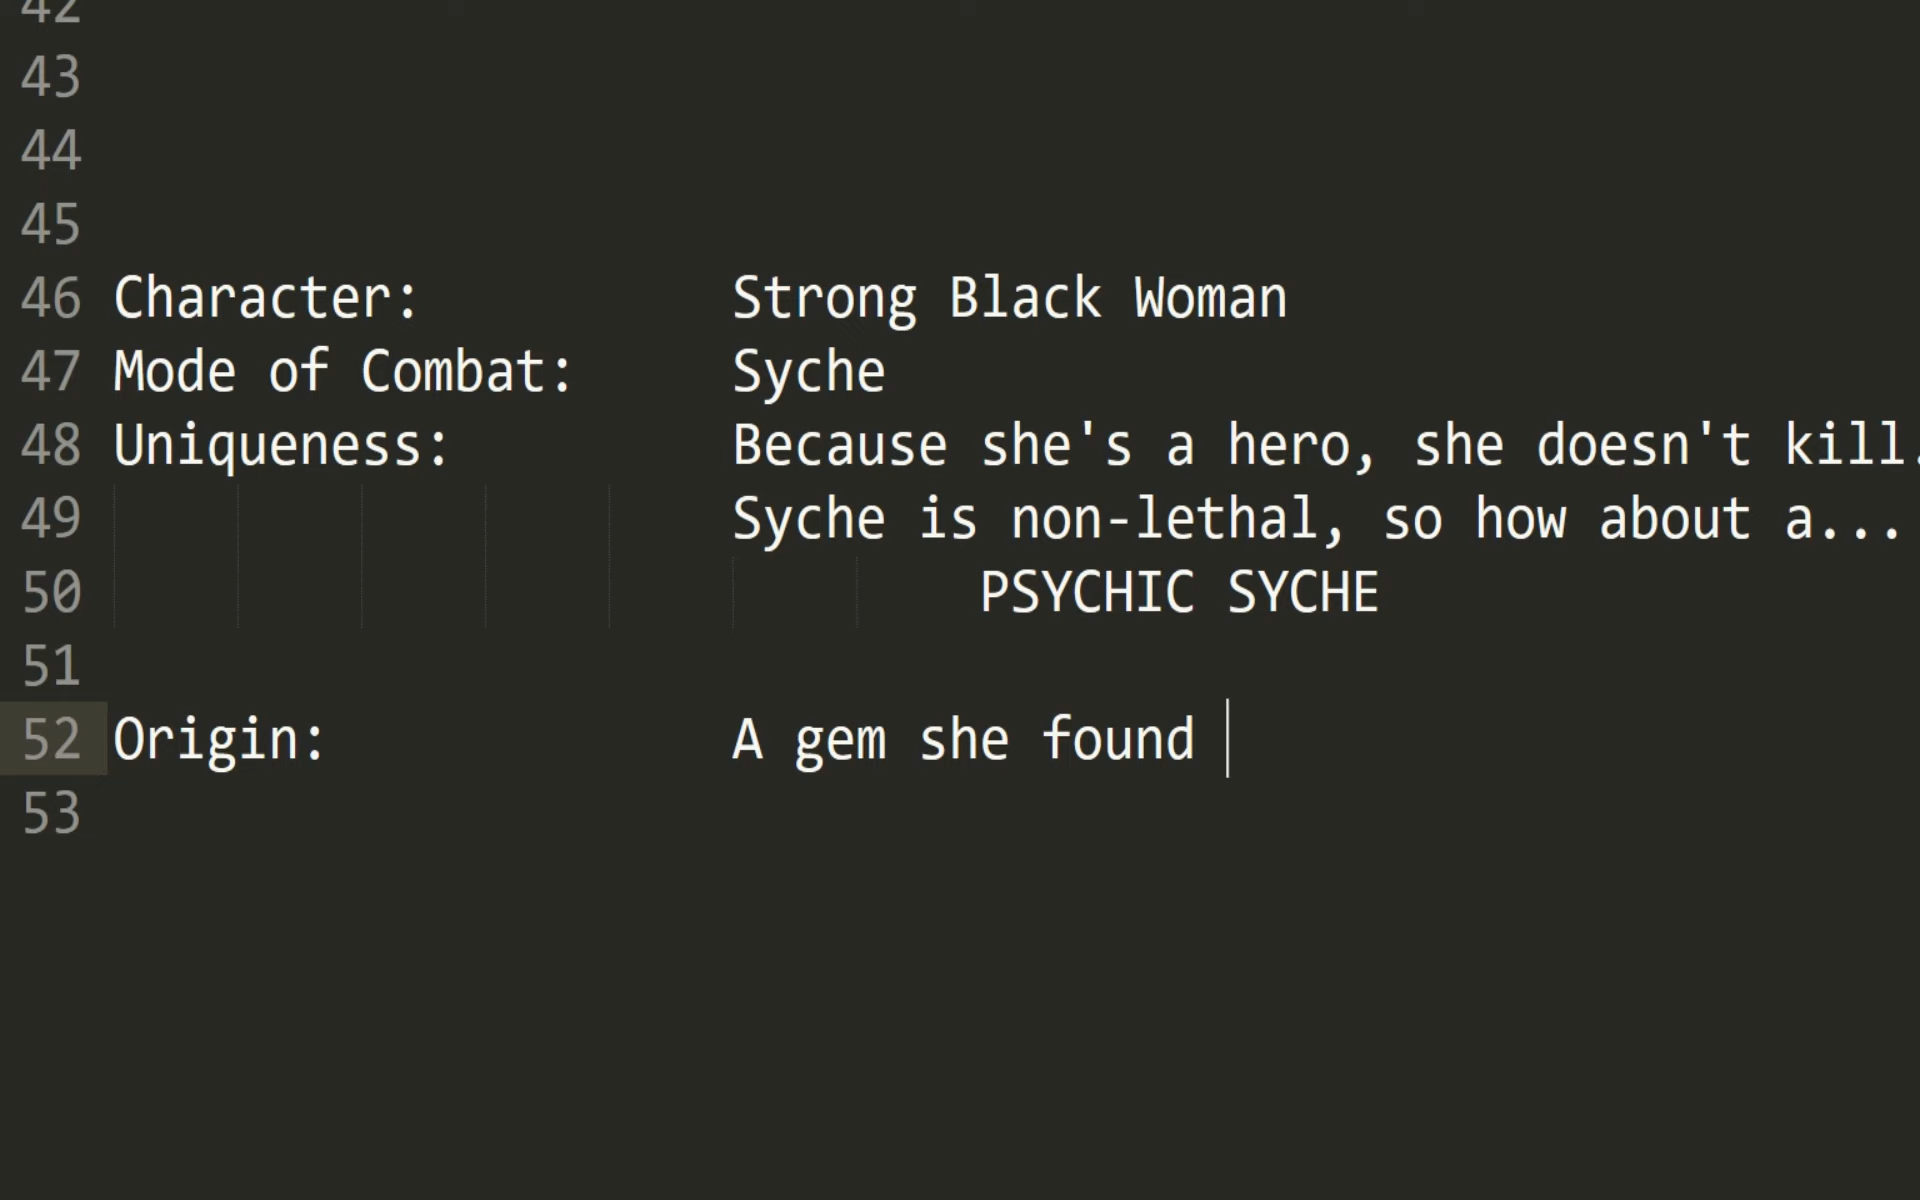 42
43
44
45
46 Character: Strong Black Woman
47 Mode of Combat: Syche
48 Uniqueness: Because she's a hero, she doesn't kill.
49 Syche is non-lethal, so how about a...
50 PSYCHIC SYCHE
51
52 Origin: A gem she found
53